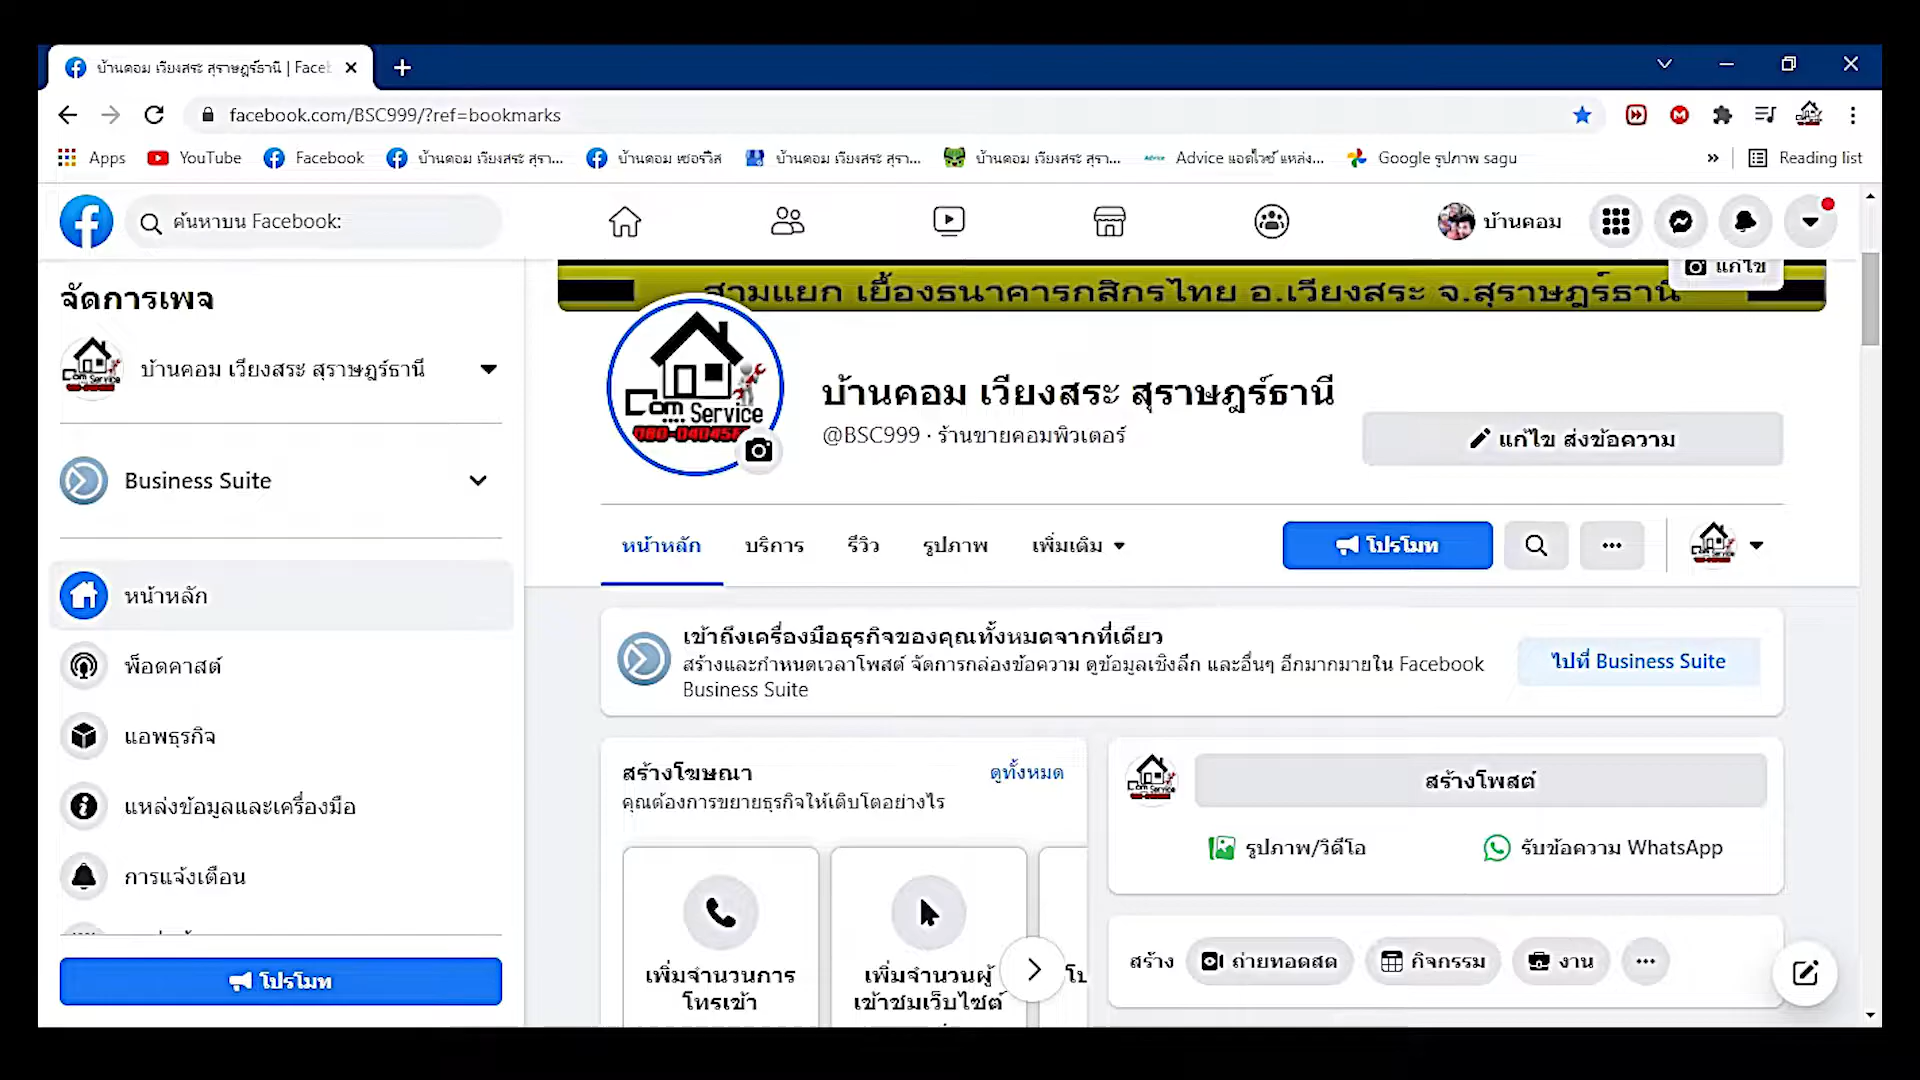 บ้านคอม เวียงสระ สุราษฎร์ธานี | Face
facebook.com/BSC999/?ref=bookmarks
Apps
YouTube
Facebook
บ้านคอม เวียงสระ สุรา...
บ้านคอม เซอร์วิส
บ้านคอม เวียงสระ สุรา...
บ้านคอม เวียงสระ สุรา...
Advice แอดไวซ์ แหล่ง...
Google รูปภาพ sagu
»
Reading list
ค้นหาบน Facebook:
บ้านคอม
จัดการเพจ
บ้านคอม เวียงสระ สุราษฎร์ธานี
Business Suite
หน้าหลัก
พ็อดคาสต์
แอพธุรกิจ
แหล่งข้อมูลและเครื่องมือ
การแจ้งเตือน
โปรโมท
สามแยก เยื้องธนาคารกสิกรไทย อ.เวียงสระ จ.สุราษฎร์ธานี
แก้ไข
Com Service
บ้านคอม เวียงสระ สุราษฎร์ธานี
@BSC999 · ร้านขายคอมพิวเตอร์
แก้ไข ส่งข้อความ
หน้าหลัก
บริการ
รีวิว
รูปภาพ
เพิ่มเติม
โปรโมท
เข้าถึงเครื่องมือธุรกิจของคุณทั้งหมดจากที่เดียว
สร้างและกำหนดเวลาโพสต์ จัดการกล่องข้อความ ดูข้อมูลเชิงลึก และอื่นๆ อีกมากมายใน Facebook
Business Suite
ไปที่ Business Suite
สร้างโฆษณา
ดูทั้งหมด
คุณต้องการขยายธุรกิจให้เติบโตอย่างไร
เพิ่มจำนวนการ
โทรเข้า
เพิ่มจำนวนผู้
เข้าชมเว็บไซต์
โป
สร้างโพสต์
รูปภาพ/วิดีโอ
รับข้อความ WhatsApp
สร้าง
ถ่ายทอดสด
กิจกรรม
งาน